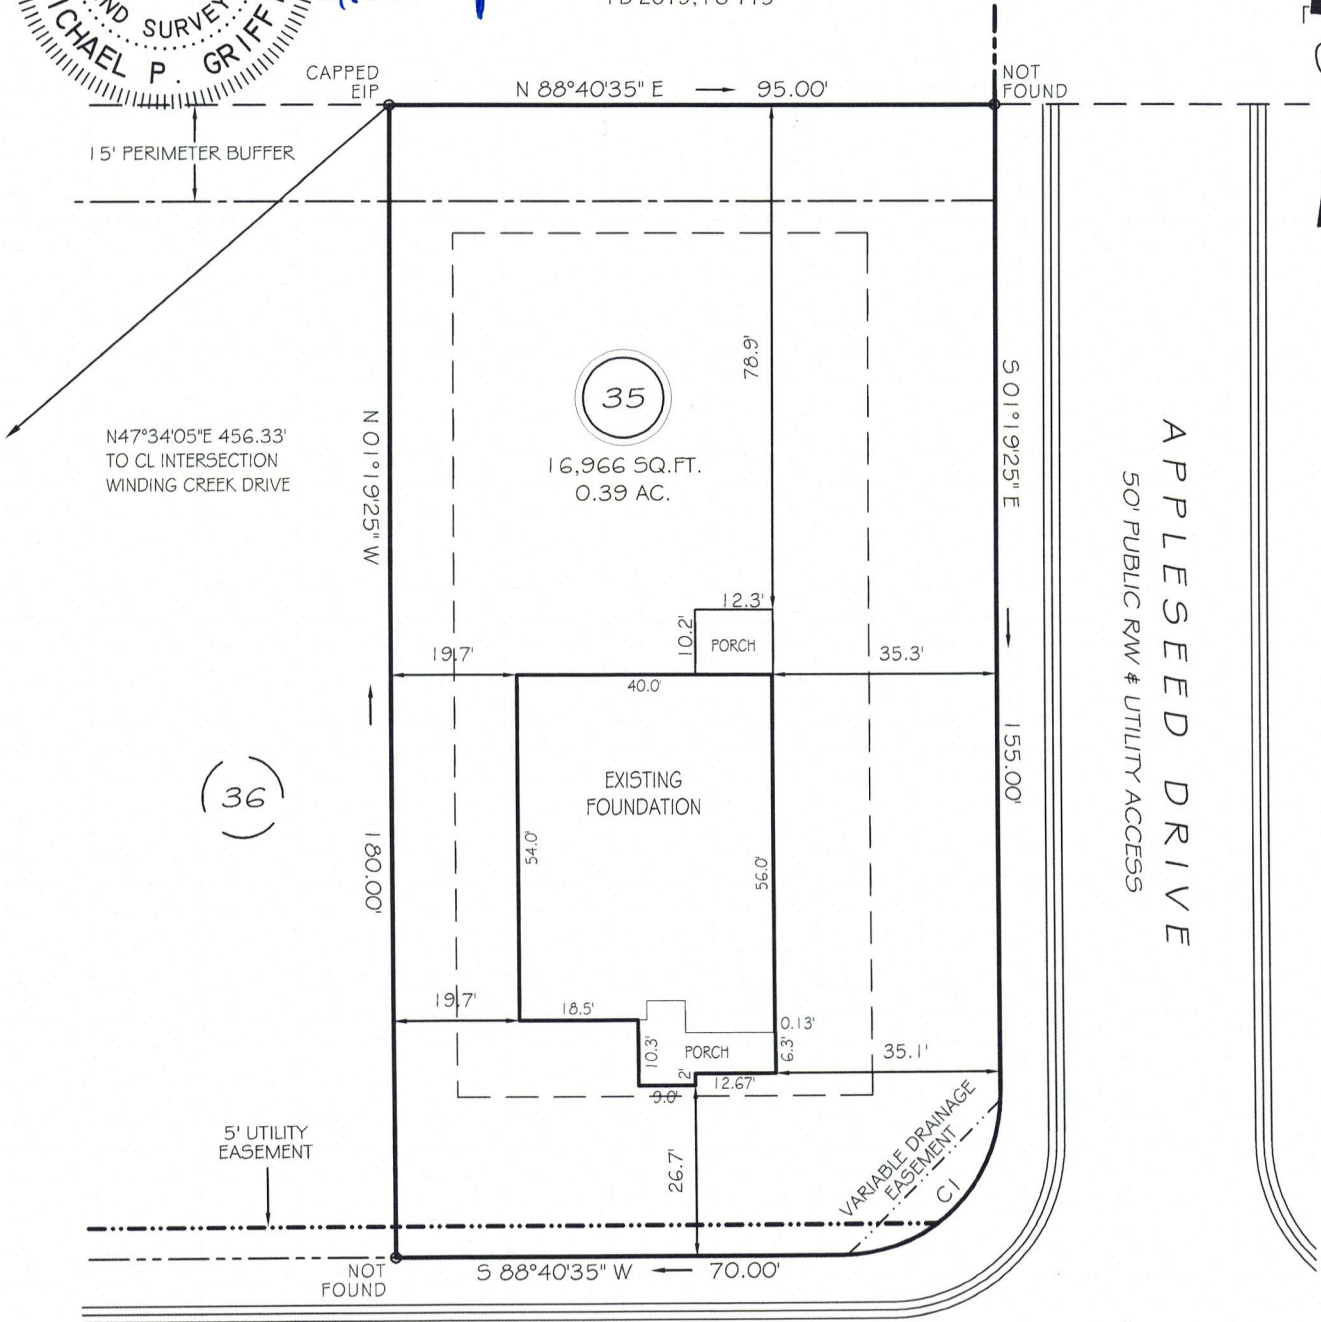 SURVEY
CHAEL P. GRIFF
CAPPED
EIP
N 88°40'35" E 95.00'
NOT
FOUND
15' PERIMETER BUFFER
N47°34'05"E 456.33'
TO CL INTERSECTION
WINDING CREEK DRIVE
N 01°19'25" W
180.00'
35
16,966 SQ.FT.
0.39 AC.
78.9'
S 01°19'25" E
155.00'
APPLESEED DRIVE
50' PUBLIC R/W & UTILITY ACCESS
12.3'
10.2'
PORCH
19.7'
35.3'
40.0'
36
EXISTING
FOUNDATION
54.0'
56.0'
19.7'
18.5'
0.13'
10.3'
PORCH
6.3'
35.1'
2'
12.67'
9.0'
26.7'
VARIABLE DRAINAGE
EASEMENT
C1
5' UTILITY
EASEMENT
NOT
FOUND
S 88°40'35" W 70.00'